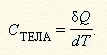 C_ТЕЛА = δQ/dT.